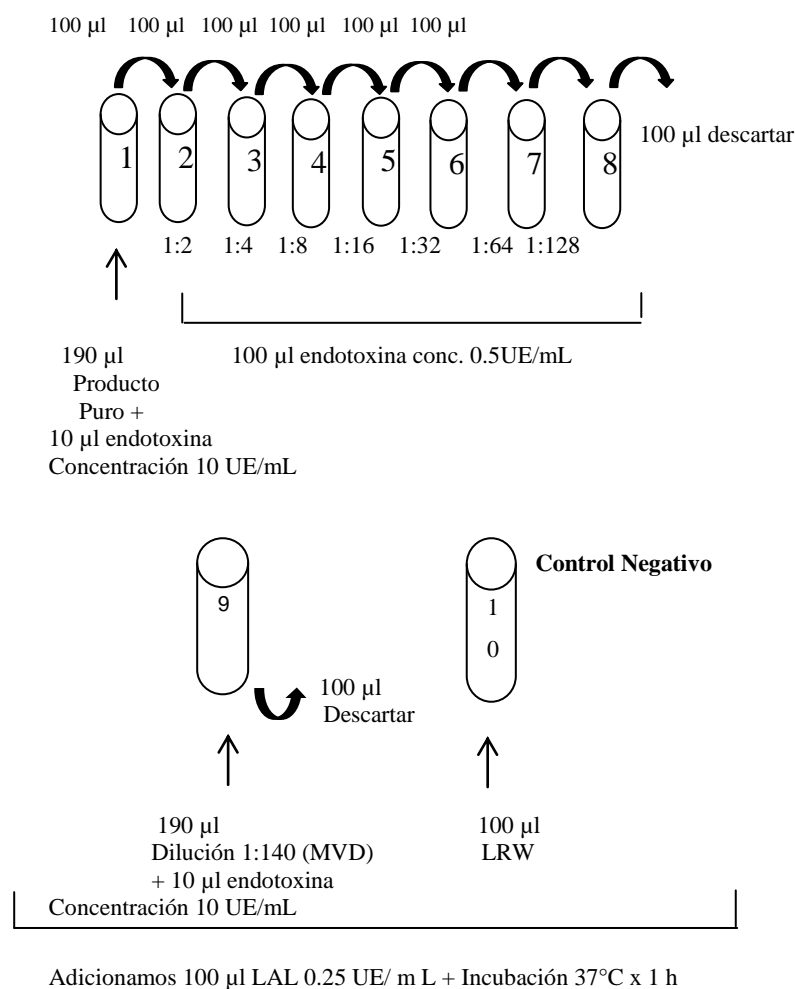 100 µl 100 µl 100 µl 100 µl 100 µl 100 µl
100 µl descartar
1 2 3 4 5 6 7 8
1:2 1:4 1:8 1:16 1:32 1:64 1:128
190 µl
Producto
Puro +
10 µl endotoxina
Concentración 10 UE/mL
100 µl endotoxina conc. 0.5UE/mL
Control Negativo
9
1
0
100 µl
Descartar
190 µl
Dilución 1:140 (MVD)
+ 10 µl endotoxina
Concentración 10 UE/mL
100 µl
LRW
Adicionamos 100 µl LAL 0.25 UE/ m L + Incubación 37°C x 1 h